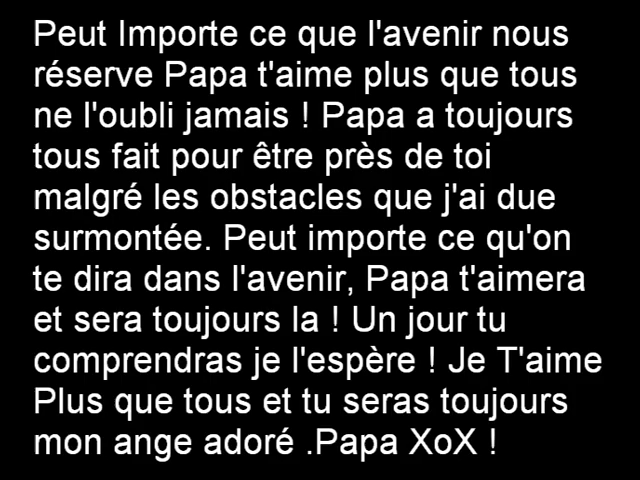 Peut Importe ce que l'avenir nous
réserve Papa t'aime plus que tous
ne l'oubli jamais ! Papa a toujours
tous fait pour être près de toi
malgré les obstacles que j'ai due
surmontée. Peut importe ce qu'on
te dira dans l'avenir, Papa t'aimera
et sera toujours la ! Un jour tu
comprendras je l'espère ! Je T'aime
Plus que tous et tu seras toujours
mon ange adoré .Papa XoX !